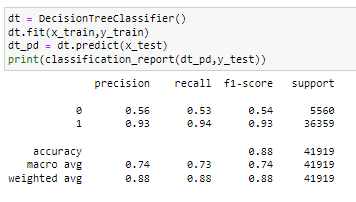 dt = DecisionTreeClassifier()
dt.fit(x_train,y_train)
dt_pd = dt.predict(x_test)
print(classification_report(dt_pd,y_test))
precision recall f1-score support
0 0.56 0.53 0.54 5560
1 0.93 0.94 0.93 36359
accuracy 0.88 41919
macro avg 0.74 0.73 0.74 41919
weighted avg 0.88 0.88 0.88 41919